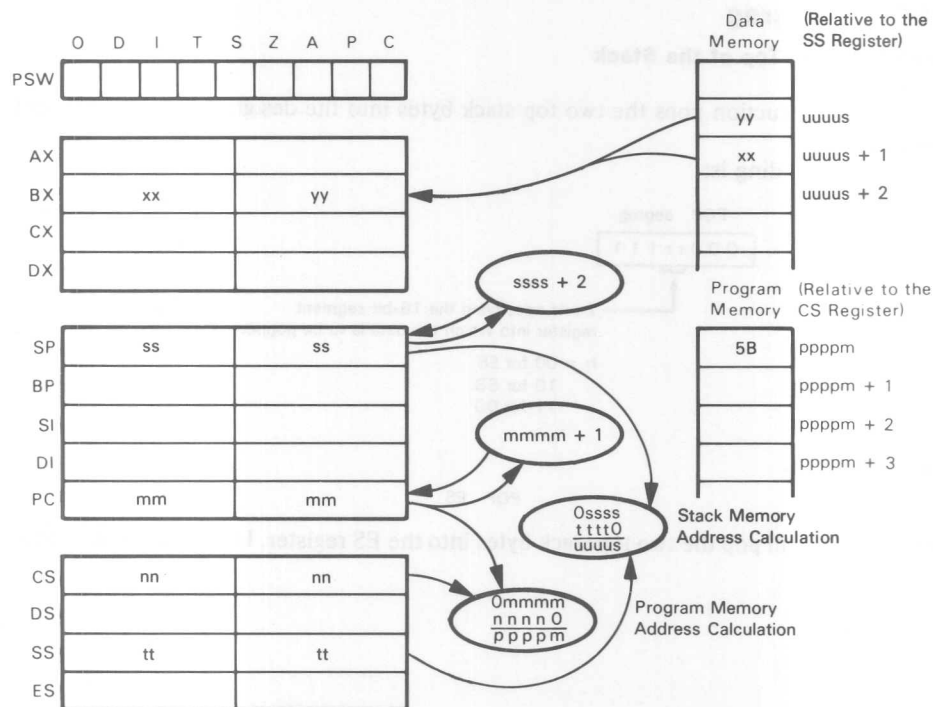 O D I T S Z A P C
PSW
AX
BX xx yy
CX
DX
SP ss ss
BP
SI
DI
PC mm mm
CS nn nn
DS
SS tt tt
ES
ssss + 2
mmmm + 1
0ssss
tttt0
uuuus
Stack Memory
Address Calculation
0mmmm
nnnn0
ppppm
Program Memory
Address Calculation
Data
Memory
(Relative to the
SS Register)
yy uuuus
xx uuuus + 1
uuuus + 2
Program
Memory
(Relative to the
CS Register)
5B ppppm
ppppm + 1
ppppm + 2
ppppm + 3